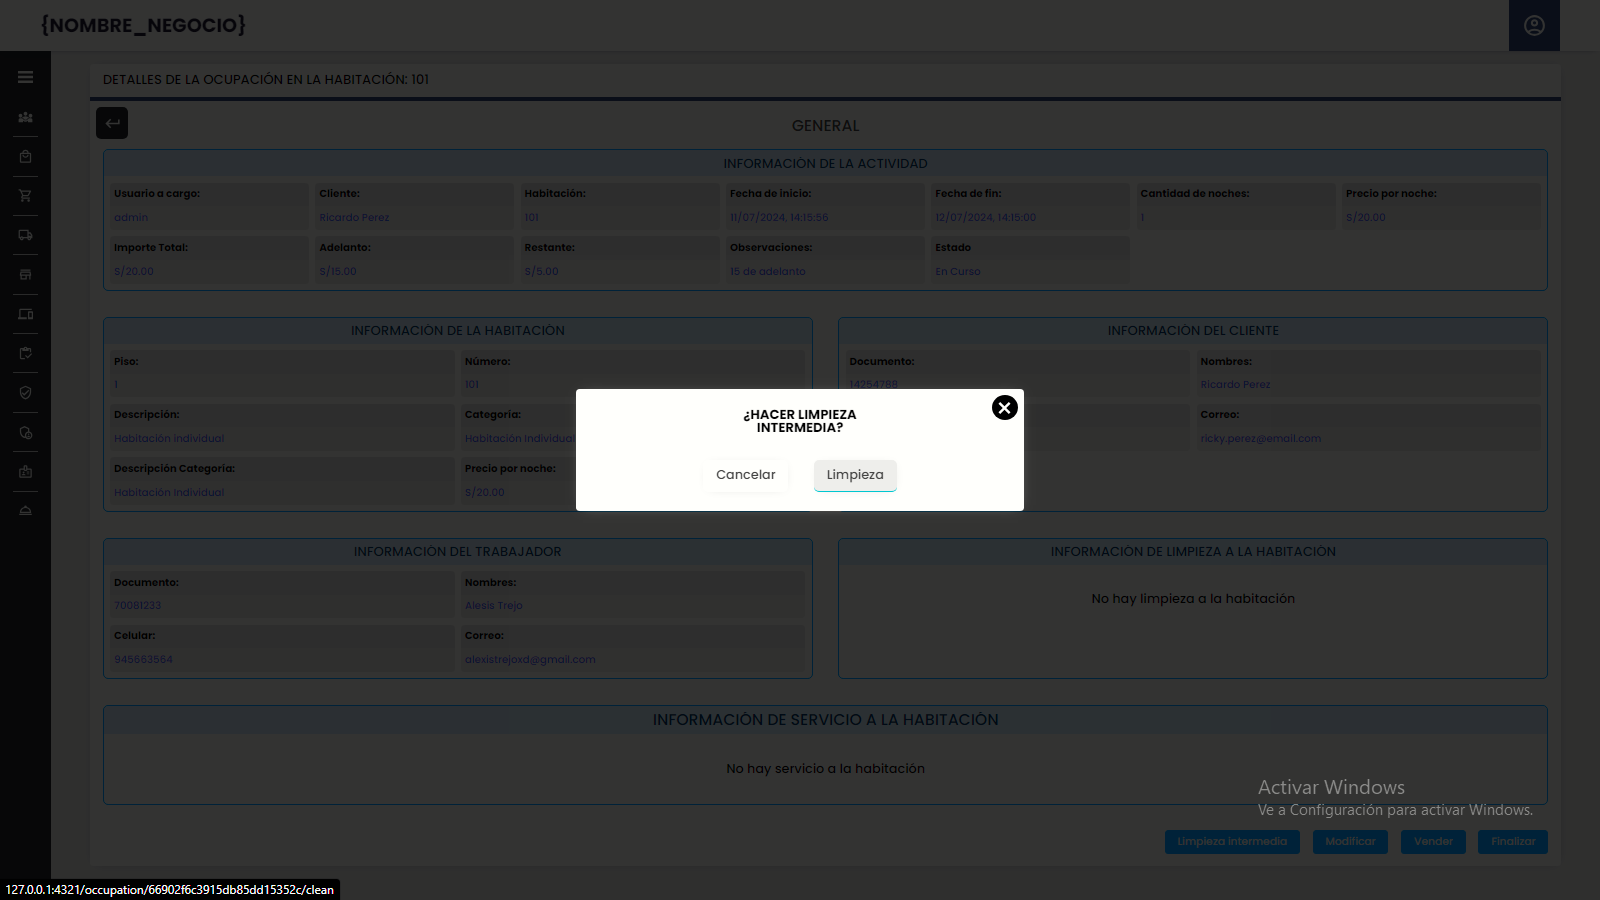 {NOMBRE_NEGOCIO}
DETALLES DE LA OCUPACIÓN EN LA HABITACIÓN: 101
GENERAL
INFORMACIÓN DE LA ACTIVIDAD
Usuario a cargo: Cliente: Habitación: Fecha de inicio: Fecha de fin: Cantidad de noches: Precio por noche:
admin Ricardo Perez 101 11/07/2024, 14:15:56 12/07/2024, 14:15:00 1 S/20.00
Importe Total: Adelanto: Restante: Observaciones: Estado
S/20.00 S/15.00 S/5.00 15 de adelanto En Curso
INFORMACIÓN DE LA HABITACIÓN
Piso: Número:
1 101
Descripción: Categoría:
Habitación individual Habitación Individual
Descripción Categoría: Precio por noche:
Habitación Individual S/20.00
INFORMACIÓN DEL CLIENTE
Documento: Nombres:
14254788 Ricardo Perez
Correo:
ricky.perez@email.com
¿HACER LIMPIEZA
INTERMEDIA?
Cancelar Limpieza
INFORMACIÓN DEL TRABAJADOR
Documento: Nombres:
70081233 Alesis Trejo
Celular: Correo:
945663564 alexistrejoxd@gmail.com
INFORMACIÓN DE LIMPIEZA A LA HABITACIÓN
No hay limpieza a la habitación
INFORMACIÓN DE SERVICIO A LA HABITACIÓN
No hay servicio a la habitación
Activar Windows
Ve a Configuración para activar Windows.
Limpieza intermedia Modificar Vender Finalizar
127.0.0.1:4321/occupation/66902f6c3915db85dd15352c/clean